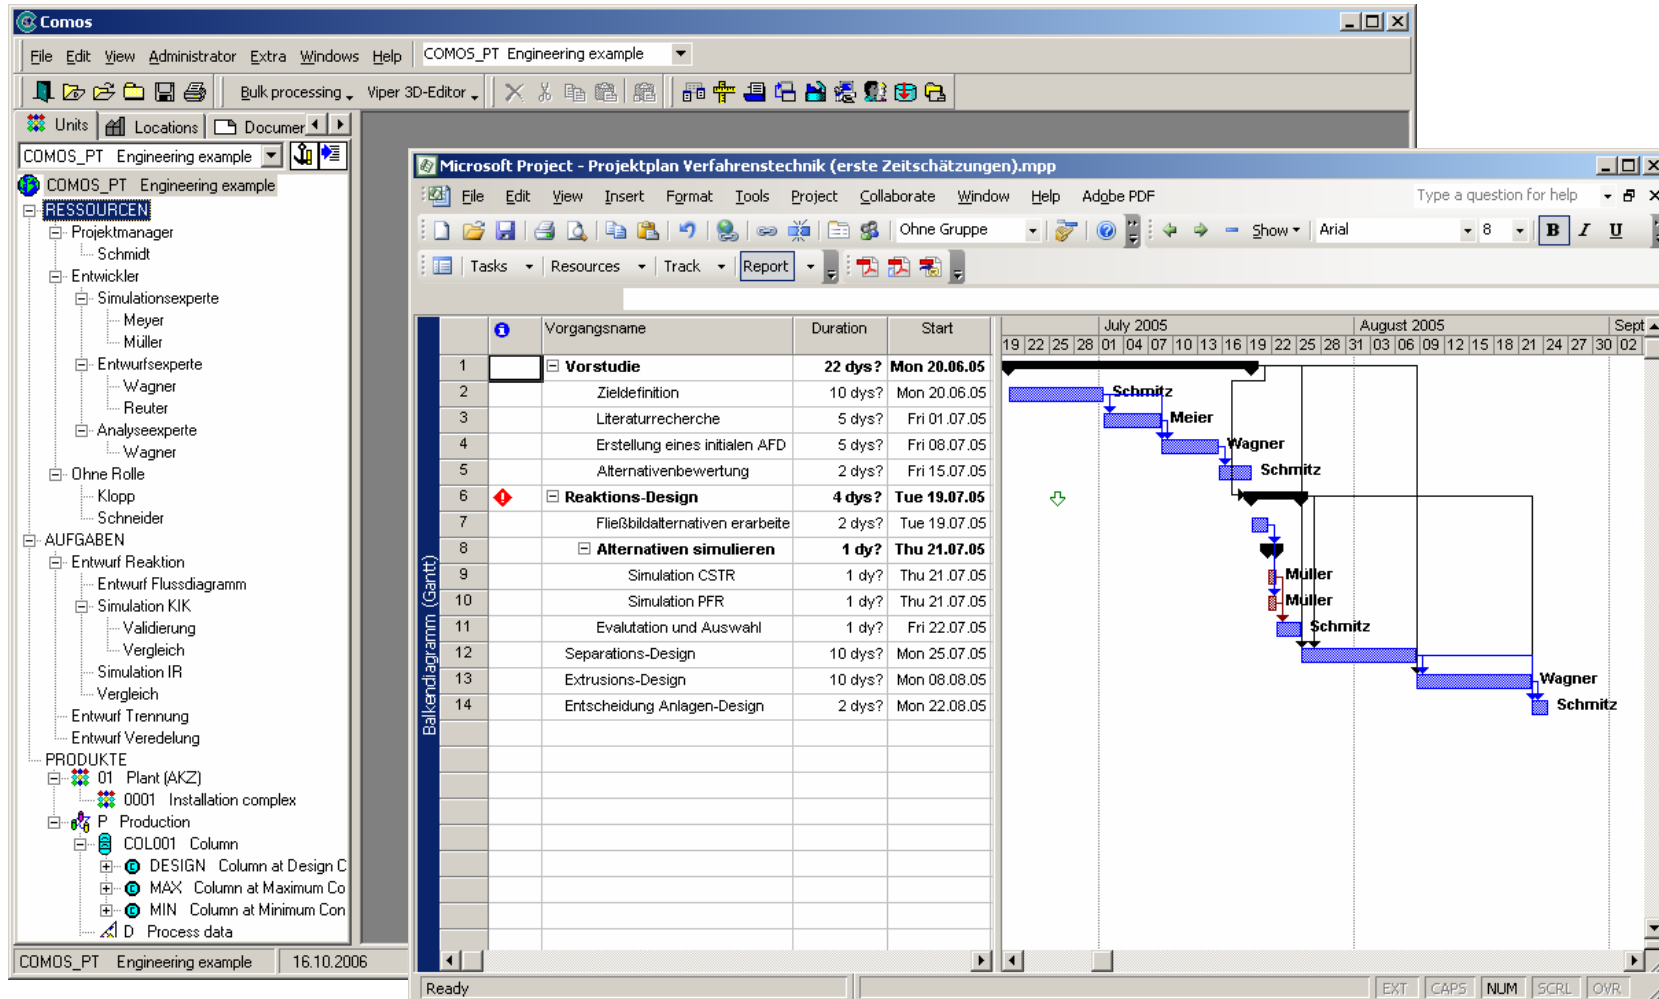 Comos
File Edit View Administrator Extra Windows Help COMOS_PT Engineering example
Bulk processing Viper 3D-Editor
Units Locations Documer
COMOS_PT Engineering example
COMOS_PT Engineering example
RESSOURCEN
Projektmanager
Schmidt
Entwickler
Simulationsexperte
Meyer
Müller
Entwurfsexperte
Wagner
Reuter
Analyseexperte
Wagner
Ohne Rolle
Klopp
Schneider
AUFGABEN
Entwurf Reaktion
Entwurf Flussdiagramm
Simulation KIK
Validierung
Vergleich
Simulation IR
Vergleich
Entwurf Trennung
Entwurf Veredelung
PRODUKTE
01 Plant (AKZ)
0001 Installation complex
P Production
COL001 Column
DESIGN Column at Design C
MAX Column at Maximum Co
MIN Column at Minimum Con
D Process data
COMOS_PT Engineering example 16.10.2006
Microsoft Project - Projektplan Verfahrenstechnik (erste Zeitschätzungen).mpp
File Edit View Insert Format Tools Project Collaborate Window Help Adobe PDF Type a question for help
Ohne Gruppe Show Arial 8 B I U
Tasks Resources Track Report
Vorgangsname Duration Start July 2005 August 2005 Sept
19 22 25 28 01 04 07 10 13 16 19 22 25 28 31 03 06 09 12 15 18 21 24 27 30 02
1 Vorstudie 22 dys? Mon 20.06.05
2 Zieldefinition 10 dys? Mon 20.06.05 Schmitz
3 Literaturrecherche 5 dys? Fri 01.07.05 Meier
4 Erstellung eines initialen AFD 5 dys? Fri 08.07.05 Wagner
5 Alternativenbewertung 2 dys? Fri 15.07.05 Schmitz
6 Reaktions-Design 4 dys? Tue 19.07.05
7 Fließbildalternativen erarbeite 2 dys? Tue 19.07.05
8 Alternativen simulieren 1 dy? Thu 21.07.05
9 Simulation CSTR 1 dy? Thu 21.07.05 Müller
10 Simulation PFR 1 dy? Thu 21.07.05 Müller
11 Evalutation und Auswahl 1 dy? Fri 22.07.05 Schmitz
12 Separations-Design 10 dys? Mon 25.07.05
13 Extrusions-Design 10 dys? Mon 08.08.05 Wagner
14 Entscheidung Anlagen-Design 2 dys? Mon 22.08.05 Schmitz
Balkendiagramm (Gantt)
Ready EXT CAPS NUM SCRL OVR